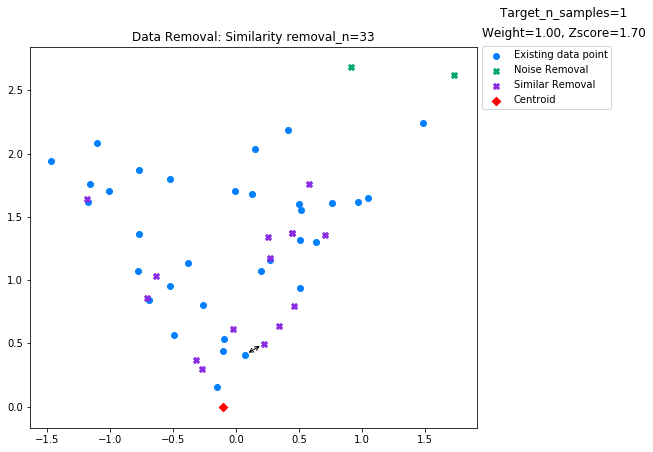 Target_n_samples=1
Weight=1.00, Zscore=1.70
Data Removal: Similarity removal_n=33
Existing data point
Noise Removal
Similar Removal
Centroid
2.5
2.0
1.5
1.0
0.5
0.0
−1.5 −1.0 −0.5 0.0 0.5 1.0 1.5